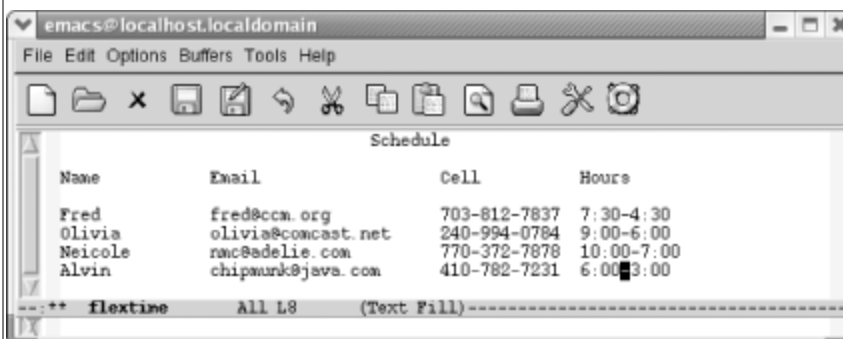 emacs@localhost.localdomain
File Edit Options Buffers Tools Help
Schedule
Name Email Cell Hours
Fred fred@ccm.org 703-812-7837 7:30-4:30
Olivia olivia@comcast.net 240-994-0784 9:00-6:00
Neicole nmc@adelie.com 770-372-7878 10:00-7:00
Alvin chipmunk@java.com 410-782-7231 6:00-3:00
--:** flextime All L8 (Text Fill)----------------------------------